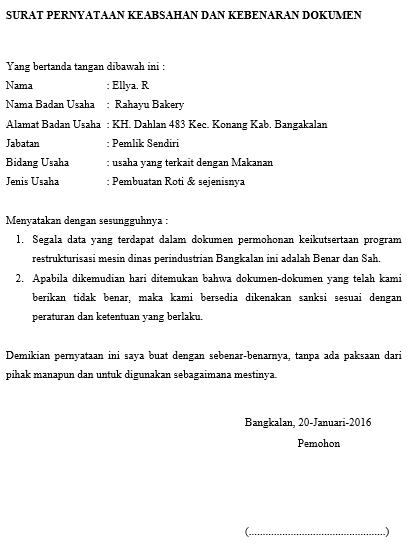 SURAT PERNYATAAN KEABSAHAN DAN KEBENARAN DOKUMEN
Yang bertanda tangan dibawah ini :
Nama : Ellya. R
Nama Badan Usaha : Rahayu Bakery
Alamat Badan Usaha : KH. Dahlan 483 Kec. Konang Kab. Bangakalan
Jabatan : Pemlik Sendiri
Bidang Usaha : usaha yang terkait dengan Makanan
Jenis Usaha : Pembuatan Roti & sejenisnya
Menyatakan dengan sesungguhnya :
1. Segala data yang terdapat dalam dokumen permohonan keikutsertaan program
restrukturisasi mesin dinas perindustrian Bangkalan ini adalah Benar dan Sah.
2. Apabila dikemudian hari ditemukan bahwa dokumen-dokumen yang telah kami
berikan tidak benar, maka kami bersedia dikenakan sanksi sesuai dengan
peraturan dan ketentuan yang berlaku.
Demikian pernyataan ini saya buat dengan sebenar-benarnya, tanpa ada paksaan dari
pihak manapun dan untuk digunakan sebagaimana mestinya.
Bangkalan, 20-Januari-2016
Pemohon
(.................................................)